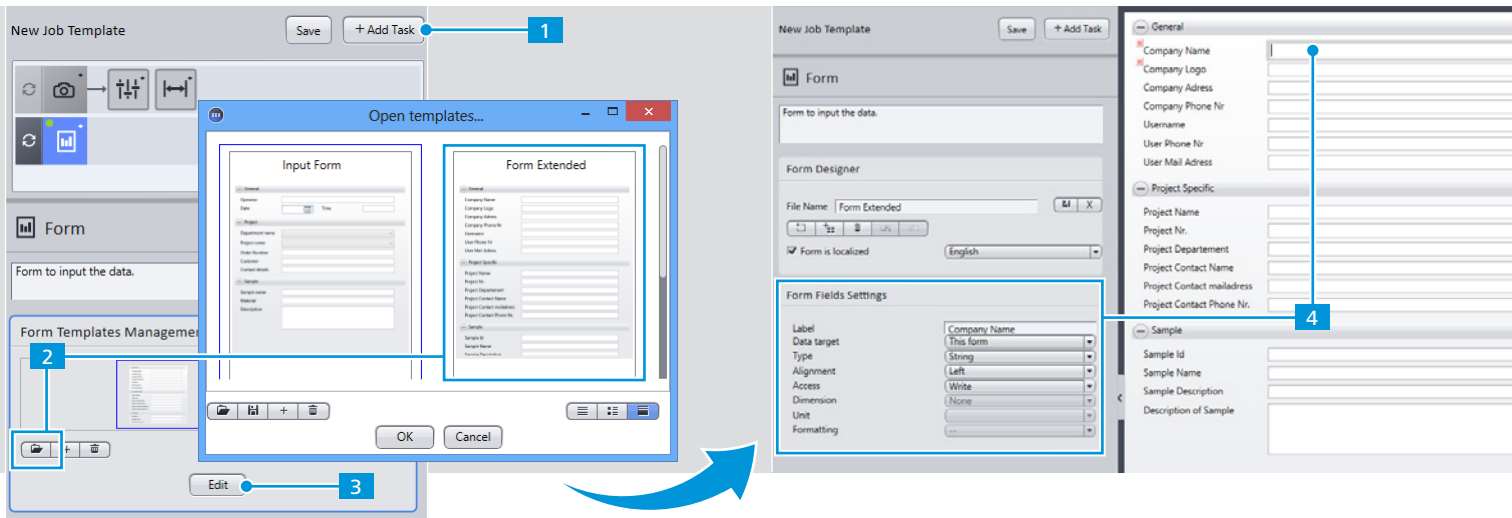 New Job Template
Save
+ Add Task
1
Form
Form to input the data.
Form Templates Managemen
2
Edit
3
Open templates...
Input Form
General
Operator
Date
Time
Project
Department name
Project name
Order Number
Customer
Contact details
Sample
Sample name
Material
Description
Form Extended
General
Company Name
Company Logo
Company Adress
Company Phone Nr
Username
User Phone Nr
User Mail Adress
Project Specific
Project Name
Project Nr.
Project Departement
Project Contact Name
Project Contact mailadress
Project Contact Phone Nr.
Sample
Sample Id
Sample Name
Sample Description
OK
Cancel
New Job Template
Save
+ Add Task
Form
Form to input the data.
Form Designer
File Name
Form Extended
X
Form is localized
English
Form Fields Settings
Label
Company Name
Data target
This form
Type
String
Alignment
Left
Access
Write
Dimension
None
Unit
Formatting
...
4
General
Company Name
Company Logo
Company Adress
Company Phone Nr
Username
User Phone Nr
User Mail Adress
Project Specific
Project Name
Project Nr.
Project Departement
Project Contact Name
Project Contact mailadress
Project Contact Phone Nr.
Sample
Sample Id
Sample Name
Sample Description
Description of Sample